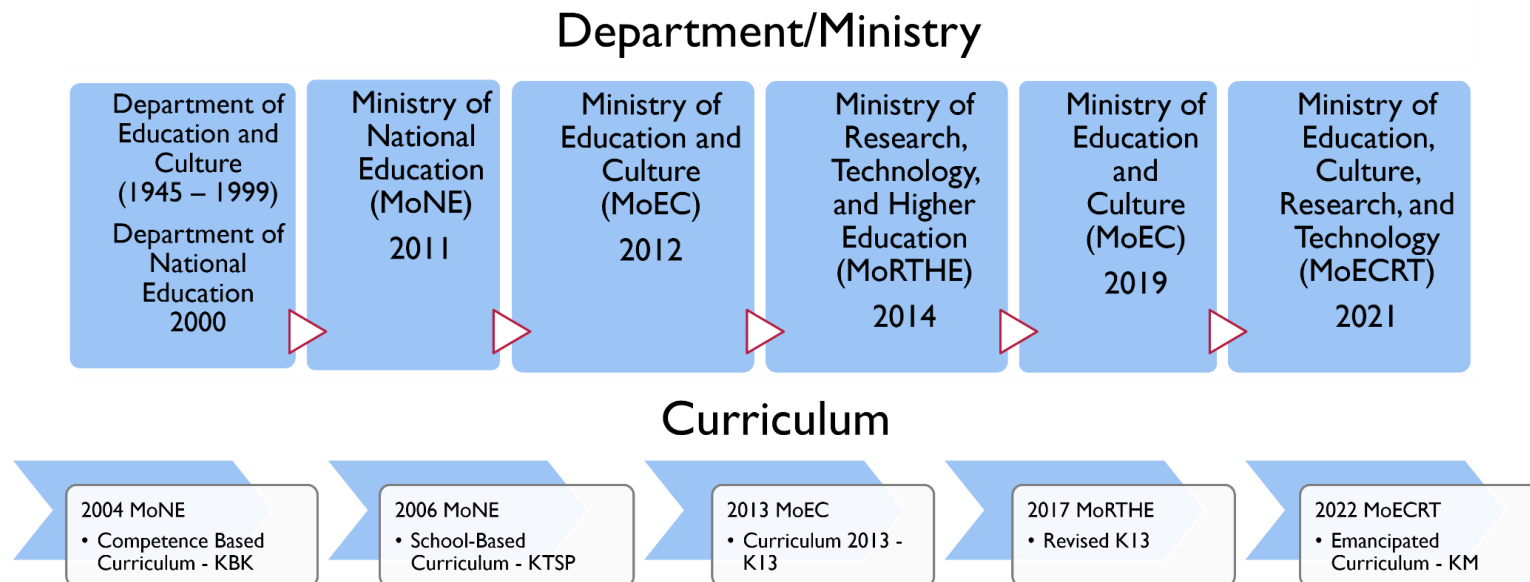 Department/Ministry
Department of
Education and
Culture
(1945 – 1999)
Department of
National
Education
2000
Ministry of
National
Education
(MoNE)
2011
Ministry of
Education and
Culture
(MoEC)
2012
Ministry of
Research,
Technology,
and Higher
Education
(MoRTHE)
2014
Ministry of
Education
and
Culture
(MoEC)
2019
Ministry of
Education,
Culture,
Research, and
Technology
(MoECRT)
2021
Curriculum
2004 MoNE
• Competence Based
Curriculum - KBK
2006 MoNE
• School-Based
Curriculum - KTSP
2013 MoEC
• Curriculum 2013 -
K13
2017 MoRTHE
• Revised K13
2022 MoECRT
• Emancipated
Curriculum - KM